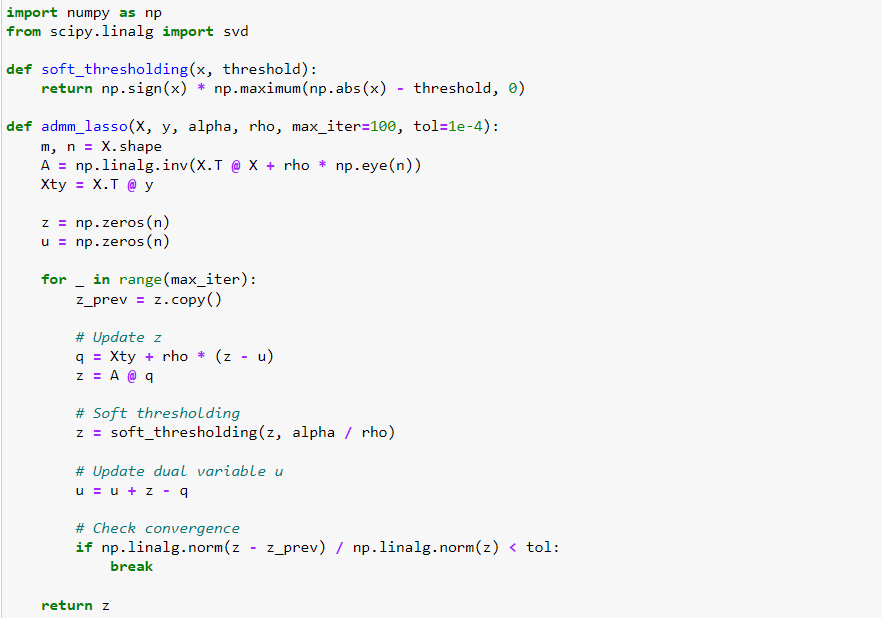 import numpy as np
from scipy.linalg import svd
def soft_thresholding(x, threshold):
    return np.sign(x) * np.maximum(np.abs(x) - threshold, 0)
def admm_lasso(X, y, alpha, rho, max_iter=100, tol=1e-4):
    m, n = X.shape
    A = np.linalg.inv(X.T @ X + rho * np.eye(n))
    Xty = X.T @ y
    z = np.zeros(n)
    u = np.zeros(n)
    for _ in range(max_iter):
        z_prev = z.copy()
        # Update z
        q = Xty + rho * (z - u)
        z = A @ q
        # Soft thresholding
        z = soft_thresholding(z, alpha / rho)
        # Update dual variable u
        u = u + z - q
        # Check convergence
        if np.linalg.norm(z - z_prev) / np.linalg.norm(z) < tol:
            break
    return z